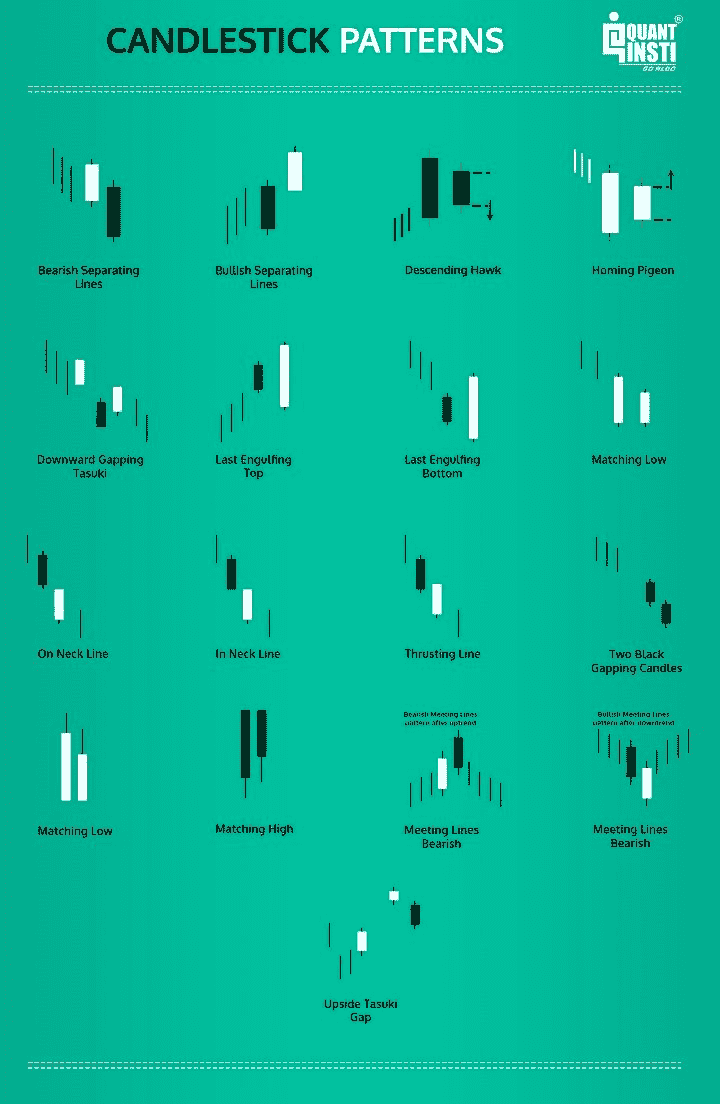 CANDLESTICK PATTERNS
QUANT
INSTI
®
Bearish Separating
Lines
Bullish Separating
Lines
Descending Hawk
Homing Pigeon
Downward Gapping
Tasuki
Last Engulfing
Top
Last Engulfing
Bottom
Matching Low
On Neck Line
In Neck Line
Thrusting Line
Two Black
Gapping Candles
Matching Low
Matching High
Bearish Meeting Lines
pattern after uptrend
Meeting Lines
Bearish
Bullish Meeting Lines
pattern after downtrend
Meeting Lines
Bearish
Upside Tasuki
Gap